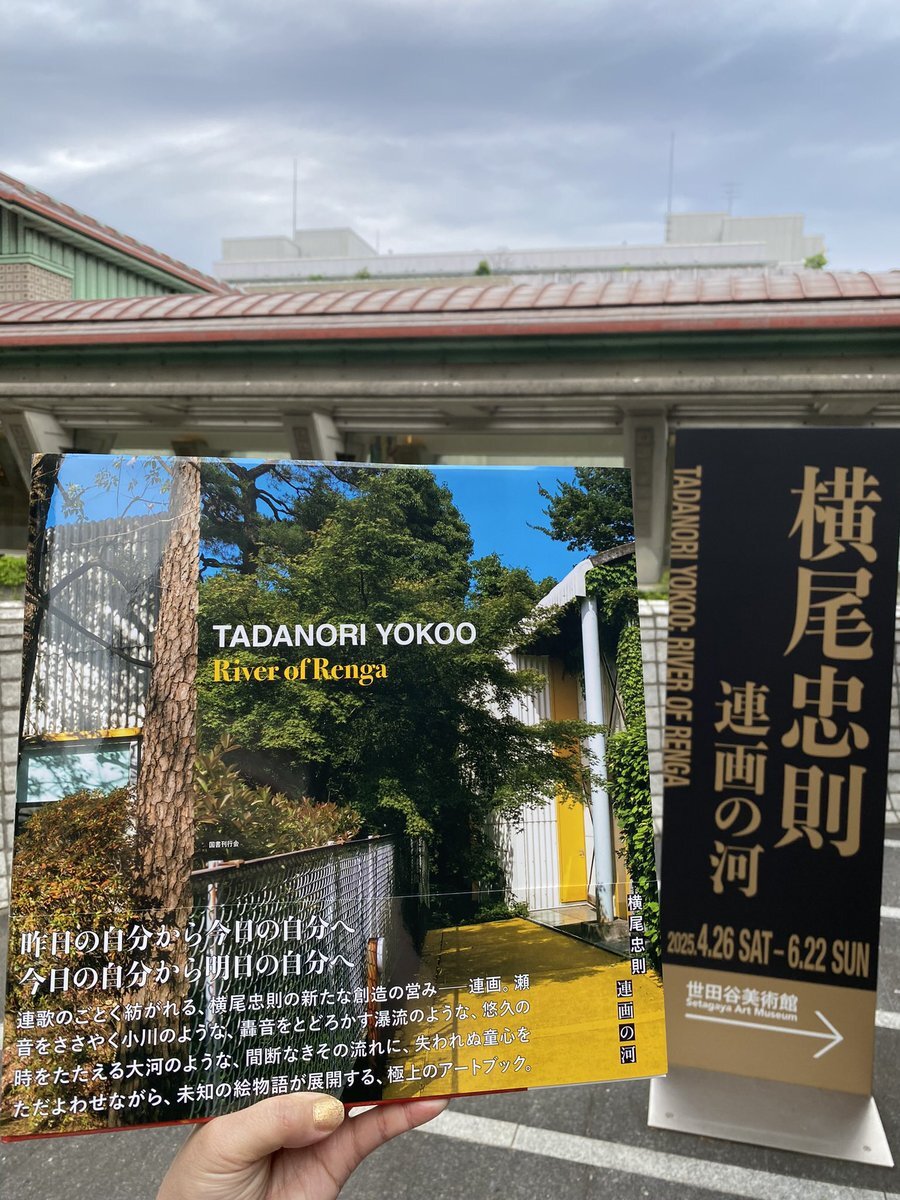 TADANORI YOKOO
River of Renga
国書刊行会
横尾忠則 連画の河
昨日の自分から今日の自分へ
今日の自分から明日の自分へ
連歌のごとく紡がれる、横尾忠則の新たな創造の営み——連画。瀬
音をささやく小川のような、轟音をとどろかす瀑流のような、悠久の
時をたたえる大河のような、間断なきその流れに、失われぬ童心を
ただよわせながら、未知の絵物語が展開する、極上のアートブック。
横尾忠則
連画の河
TADANORI YOKOO: RIVER OF RENGA
2025.4.26 SAT–6.22 SUN
世田谷美術館
Setagaya Art Museum